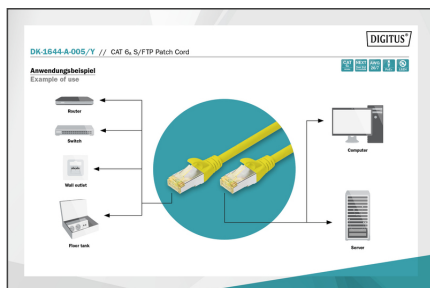 DIGITUS®
DK-1644-A-005/Y // CAT 6A S/FTP Patch Cord
Anwendungsbeispiel
Example of use
CAT
Router
Switch
Wall outlet
Floor tank
Computer
Server